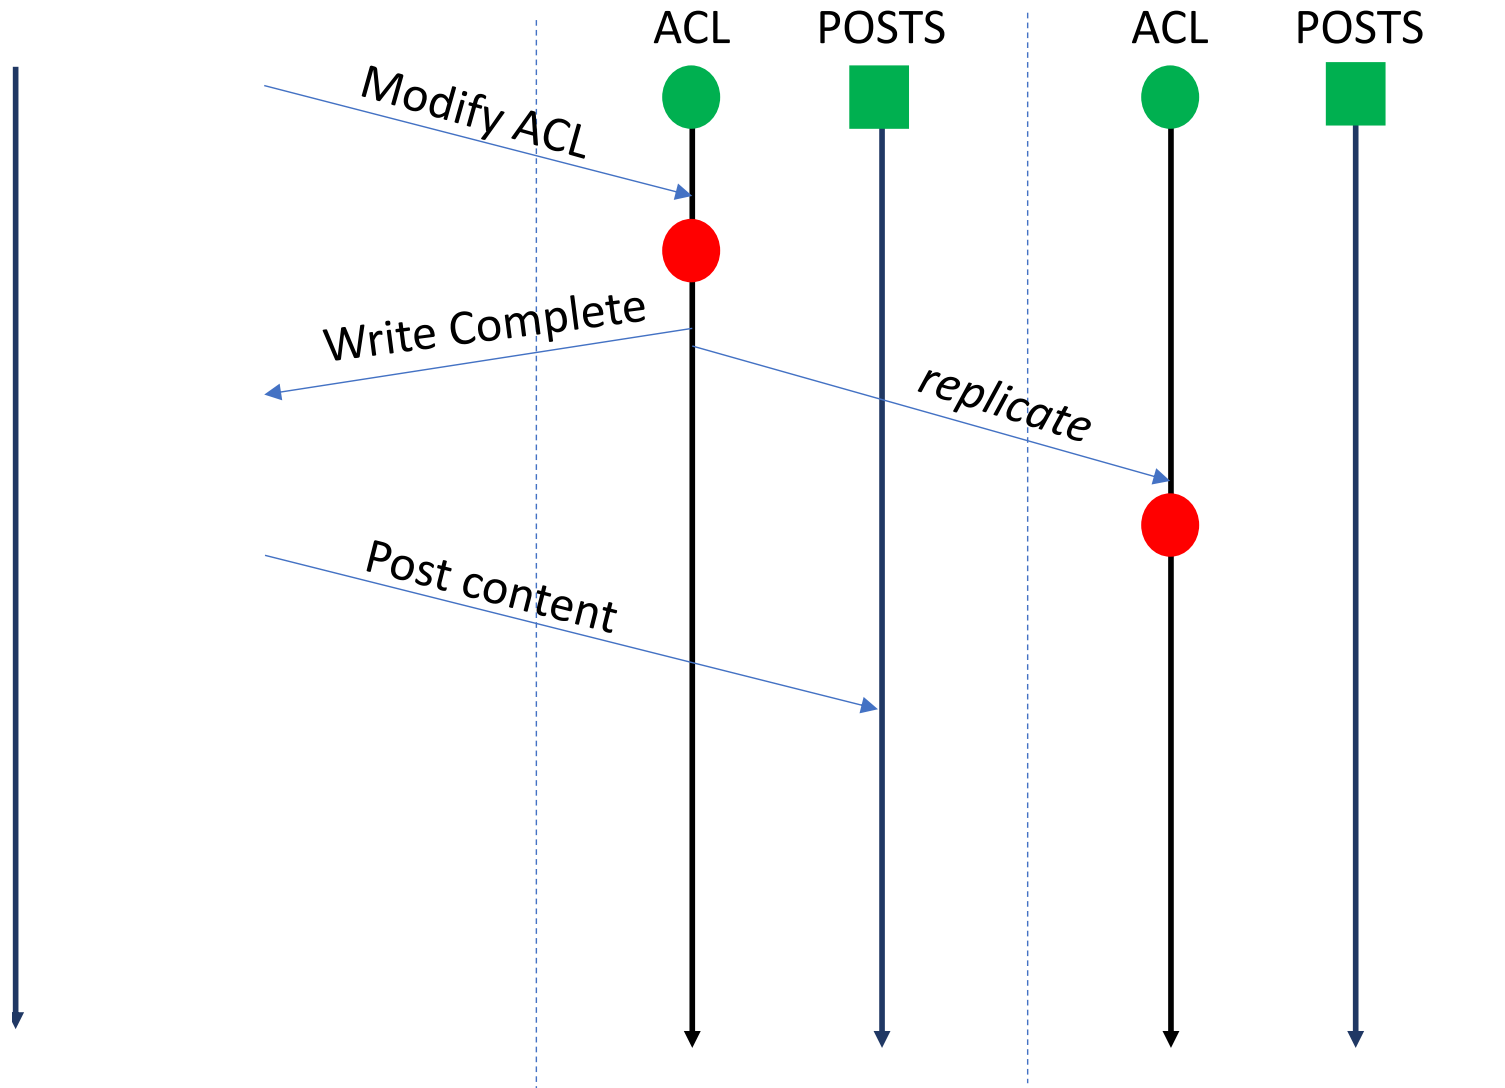 ACL POSTS ACL POSTS
Modify ACL
Write Complete
replicate
Post content